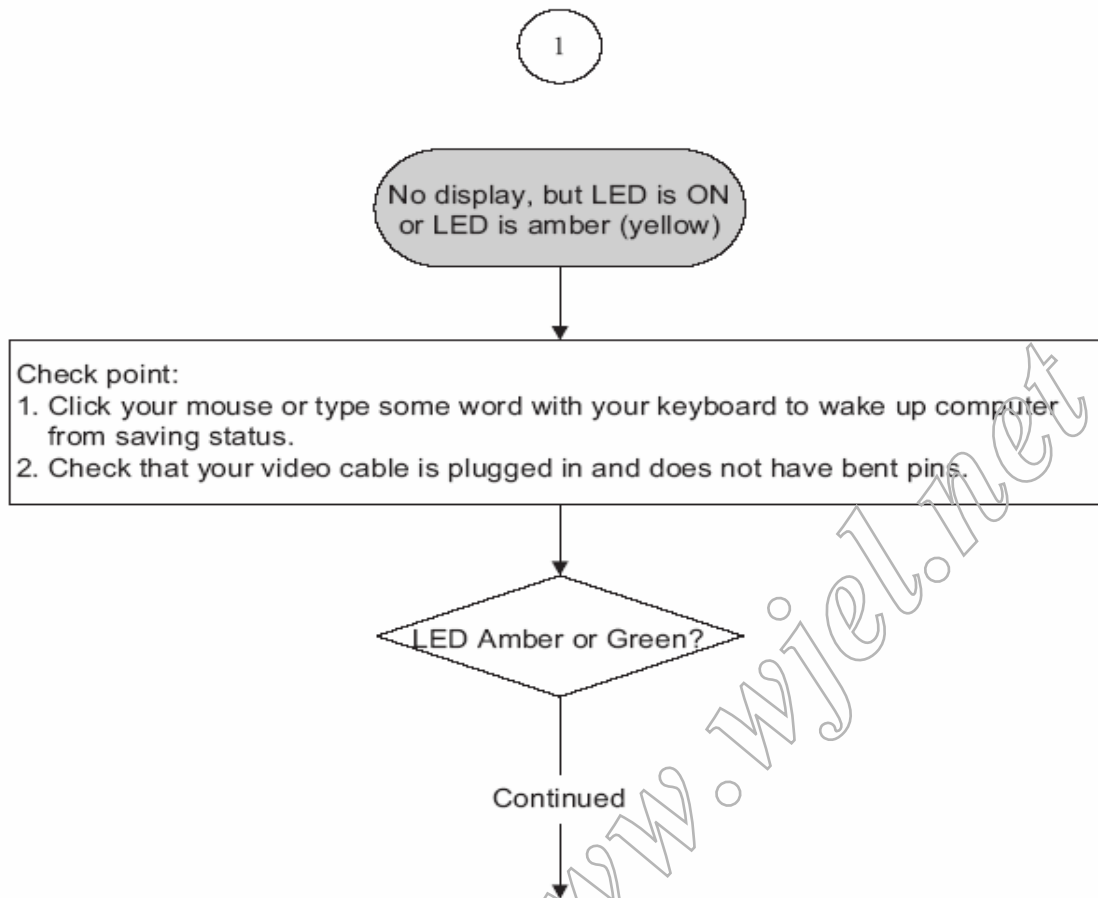 1
No display, but LED is ON
or LED is amber (yellow)
Check point:
1. Click your mouse or type some word with your keyboard to wake up computer
from saving status.
2. Check that your video cable is plugged in and does not have bent pins.
LED Amber or Green?
Continued
www.wjel.net